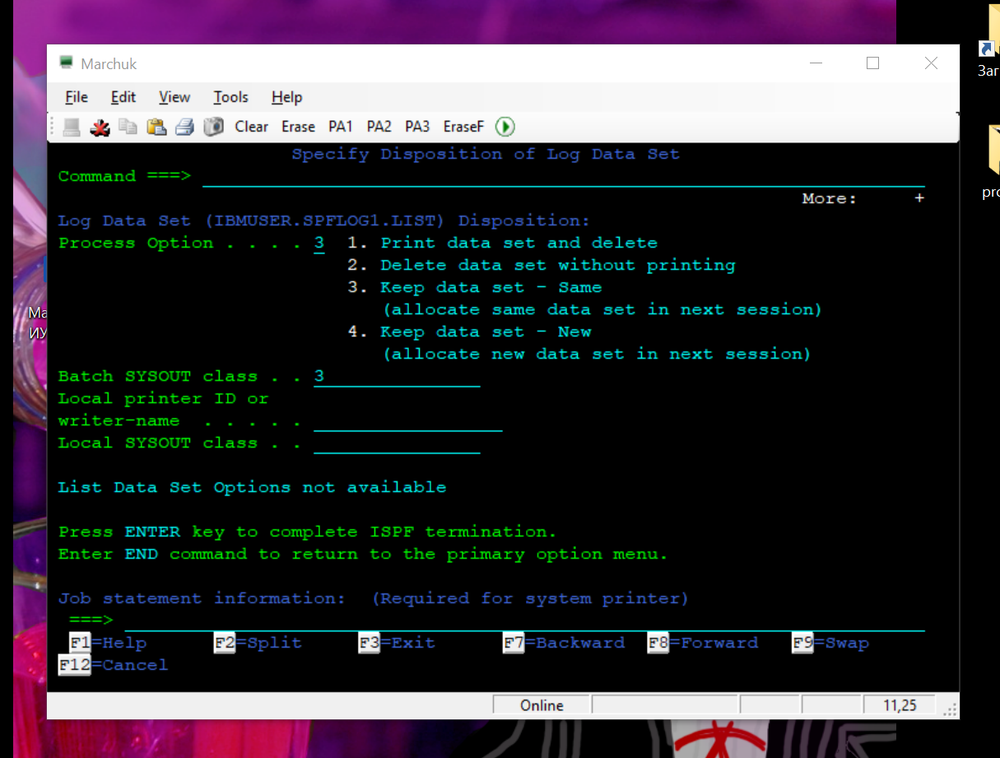 Marchuk
File Edit View Tools Help
Clear Erase PA1 PA2 PA3 EraseF
Specify Disposition of Log Data Set
Command ===>
More: +
Log Data Set (IBMUSER.SPFLOG1.LIST) Disposition:
Process Option . . . . 3 1. Print data set and delete
2. Delete data set without printing
3. Keep data set - Same
(allocate same data set in next session)
4. Keep data set - New
(allocate new data set in next session)
Batch SYSOUT class . . 3
Local printer ID or
writer-name . . . . .
Local SYSOUT class . .
List Data Set Options not available
Press ENTER key to complete ISPF termination.
Enter END command to return to the primary option menu.
Job statement information: (Required for system printer)
===>
F1=Help F2=Split F3=Exit F7=Backward F8=Forward F9=Swap
F12=Cancel
Online 11,25
Заг
pro
Ма
ИУ